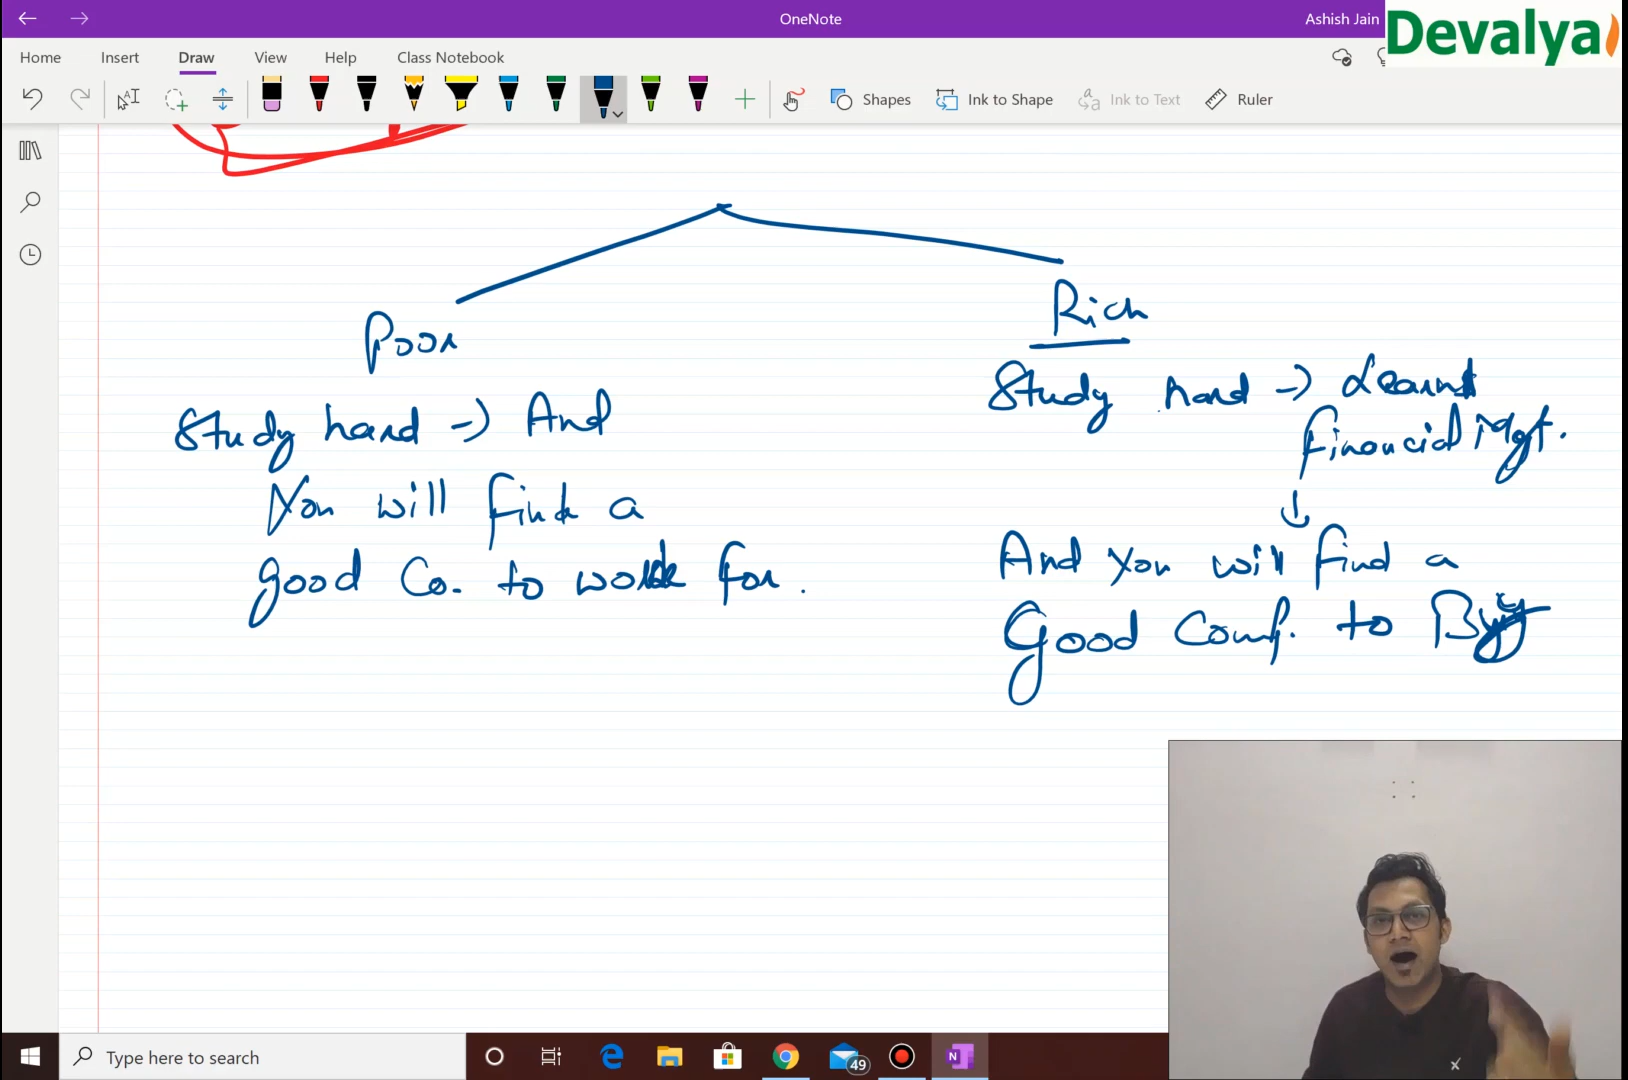 OneNote
Ashish Jain
Devalya
Home Insert Draw View Help Class Notebook
Shapes Ink to Shape Ink to Text Ruler
Poor
Study hard -> And
You will find a
good Co. to work for.
Rich
Study hard -> Learn
financial Mgt.
And You will find a
Good Comp. to Buy
Type here to search
49